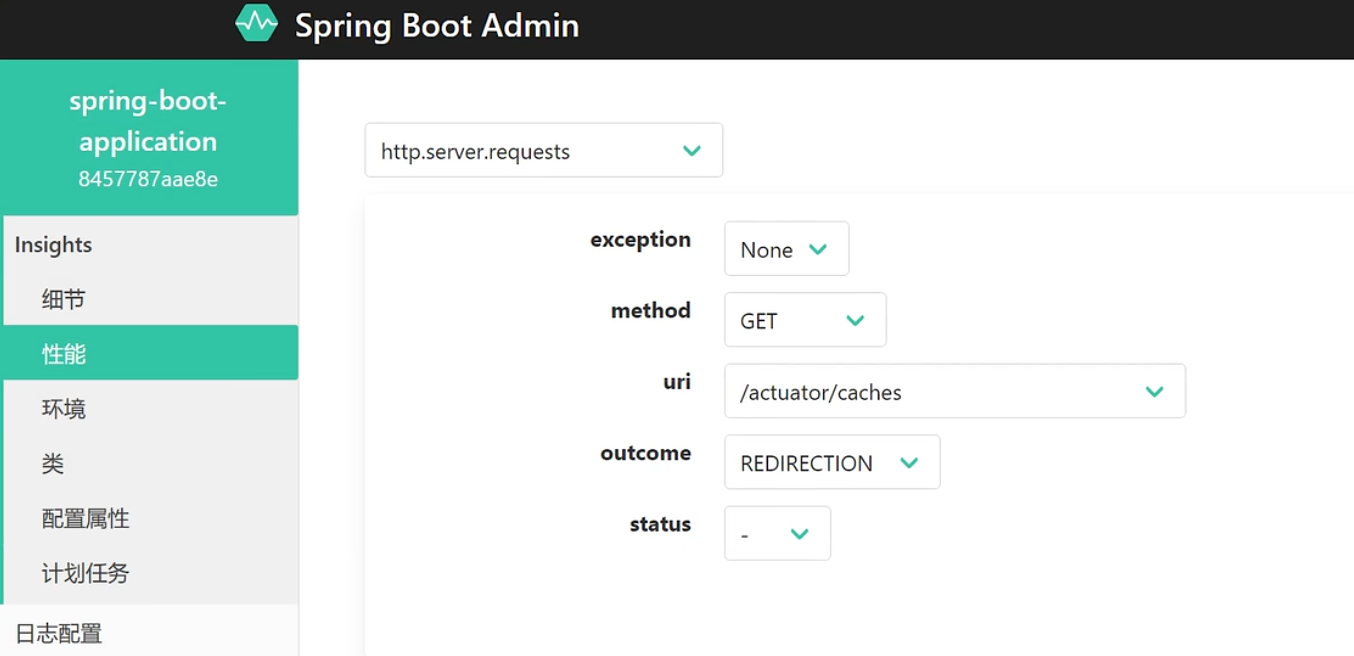 Spring Boot Admin
spring-boot-
application
8457787aae8e
Insights
细节
性能
环境
类
配置属性
计划任务
日志配置
http.server.requests
exception None
method GET
uri /actuator/caches
outcome REDIRECTION
status -